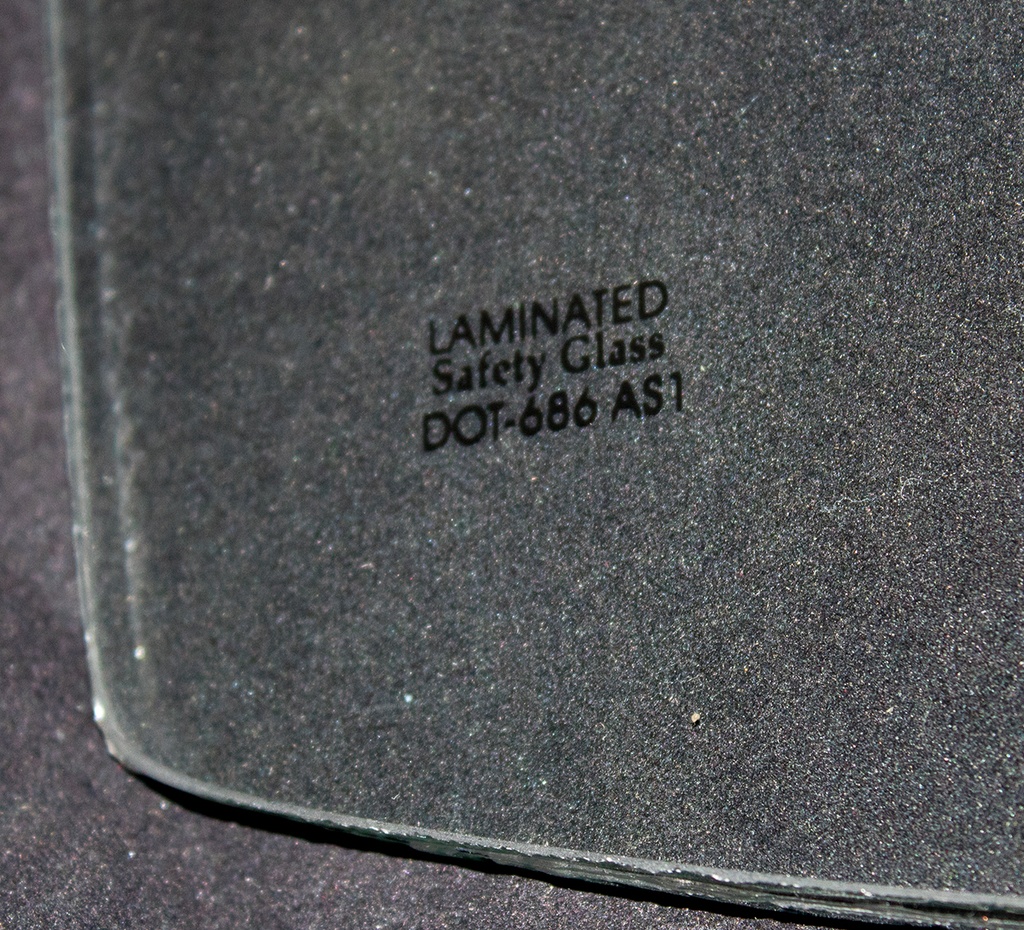 LAMINATED
Safety Glass
DOT-686 AS1